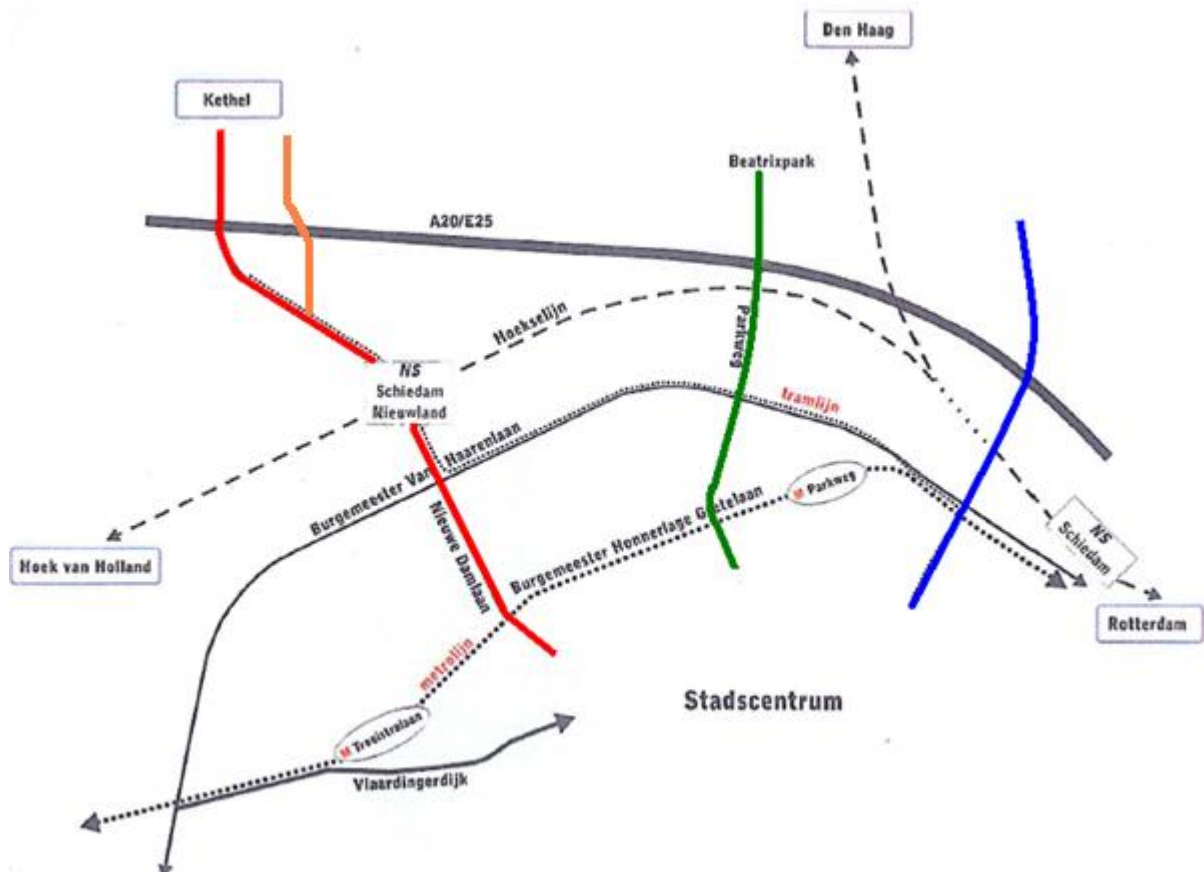 Den Haag
Kethel
Beatrixpark
A20/E25
Hoekselijn
Parkweg
NS
Schiedam
Nieuwland
tramlijn
Burgemeester Van Haarenlaan
M Parkweg
Nieuwe Damlaan
Burgemeester Honnerlage Gretelaan
NS
Schiedam
Hoek van Holland
Rotterdam
metrolijn
Stadscentrum
M Troelstralaan
Vlaardingerdijk